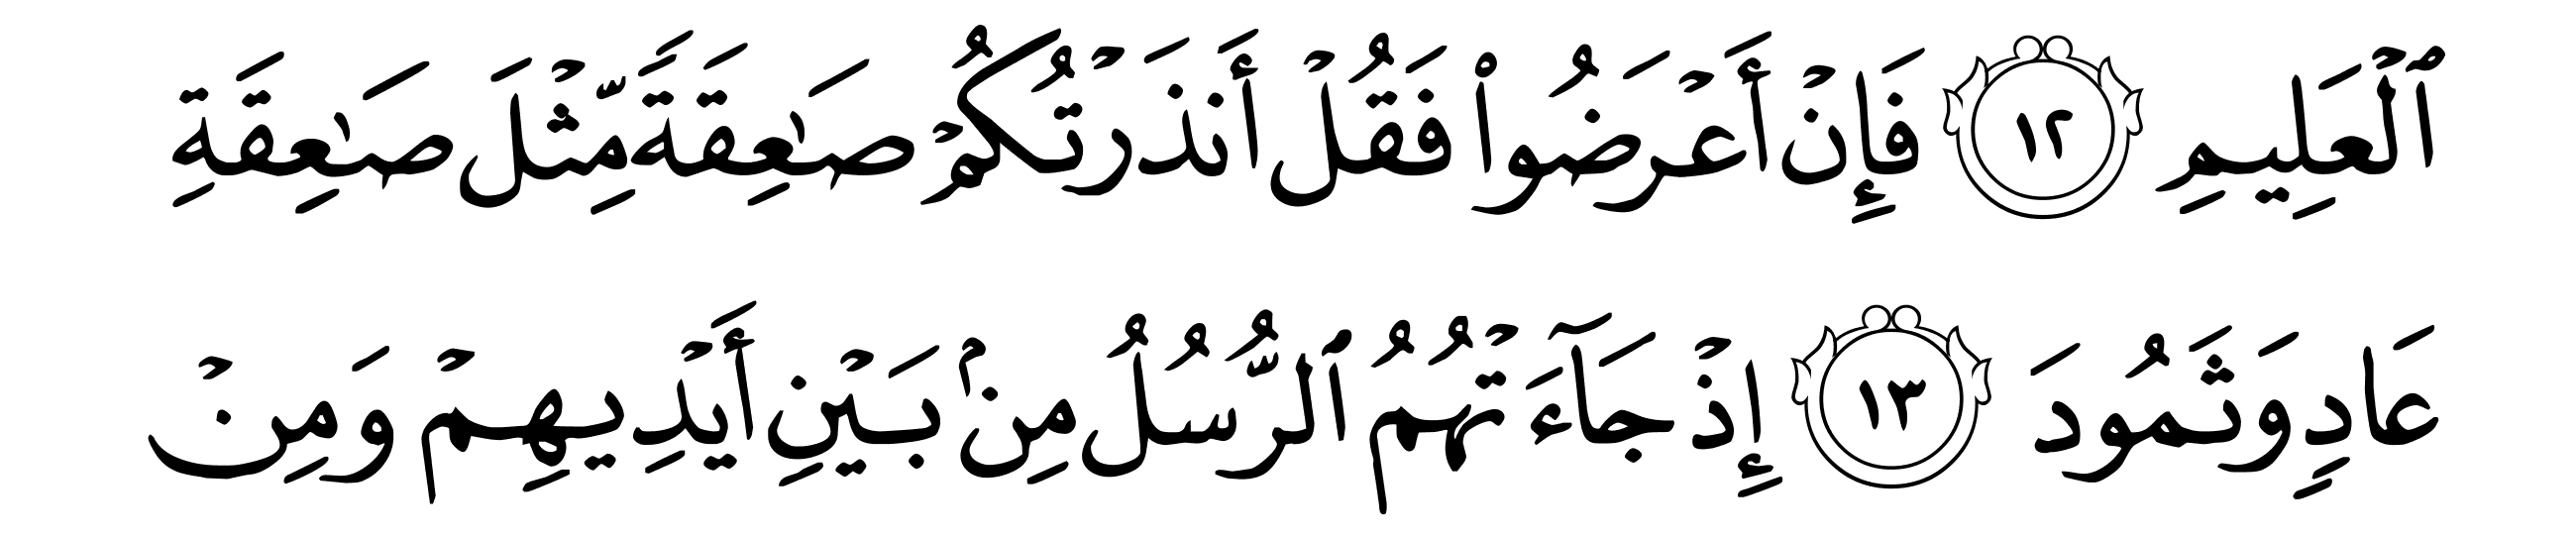 ٱلْعَلِيمِ ١٢ فَإِنْ أَعْرَضُوا۟ فَقُلْ أَنذَرْتُكُمْ صَـٰعِقَةً مِّثْلَ صَـٰعِقَةِ
عَادٍ وَثَمُودَ ١٣ إِذْ جَآءَتْهُمُ ٱلرُّسُلُ مِنۢ بَيْنِ أَيْدِيهِمْ وَمِنْ